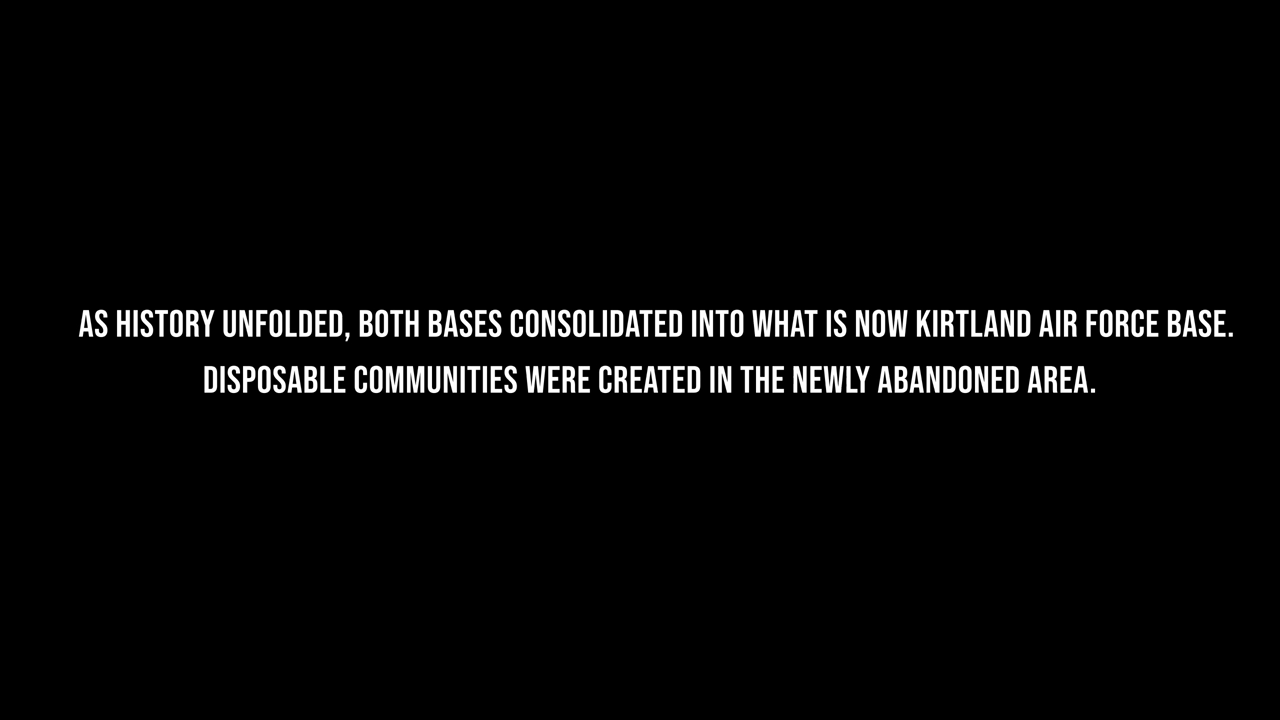 AS HISTORY UNFOLDED, BOTH BASES CONSOLIDATED INTO WHAT IS NOW KIRTLAND AIR FORCE BASE.
DISPOSABLE COMMUNITIES WERE CREATED IN THE NEWLY ABANDONED AREA.